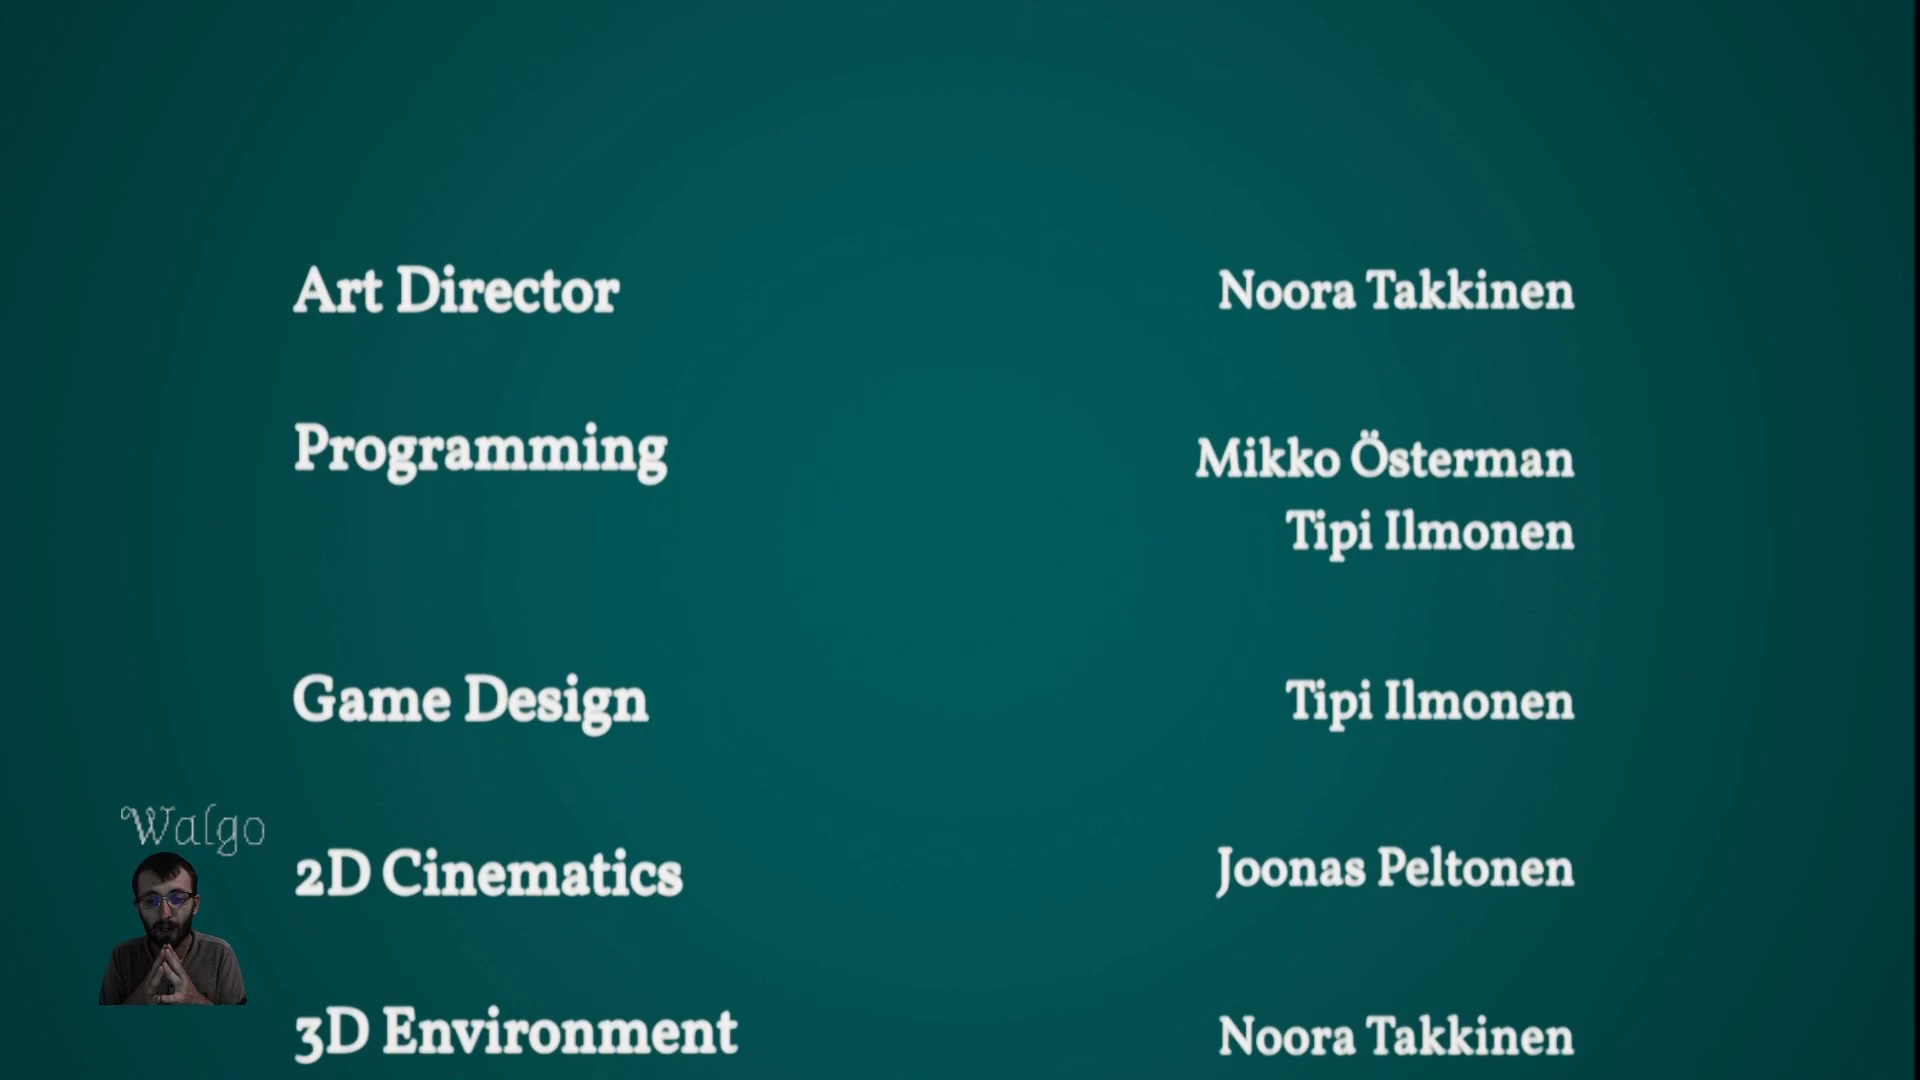 Art Director Noora Takkinen
Programming Mikko Österman
Tipi Ilmonen
Game Design Tipi Ilmonen
Walgo
2D Cinematics Joonas Peltonen
3D Environment Noora Takkinen